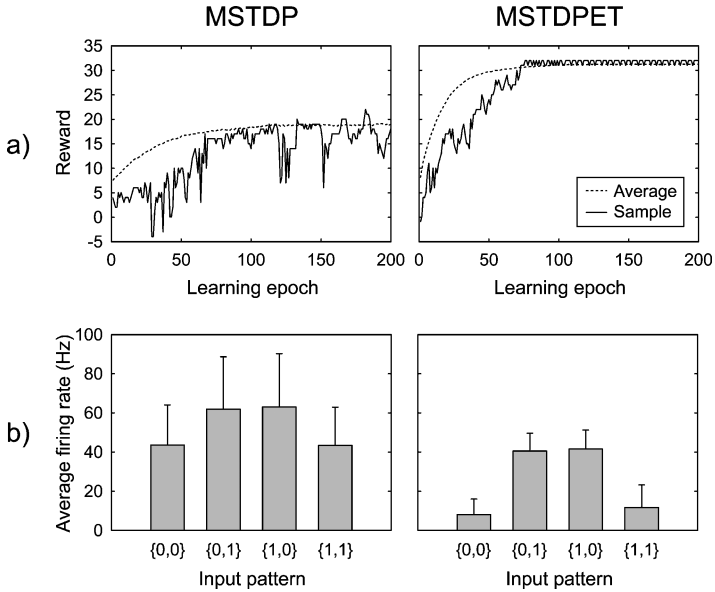 MSTDP MSTDPET
a)
Reward
35
30
25
20
15
10
5
0
-5
0 50 100 150 200
Learning epoch
0 50 100 150 200
Learning epoch
Average
Sample
b)
Average firing rate (Hz)
100
80
60
40
20
0
{0,0} {0,1} {1,0} {1,1}
Input pattern
{0,0} {0,1} {1,0} {1,1}
Input pattern